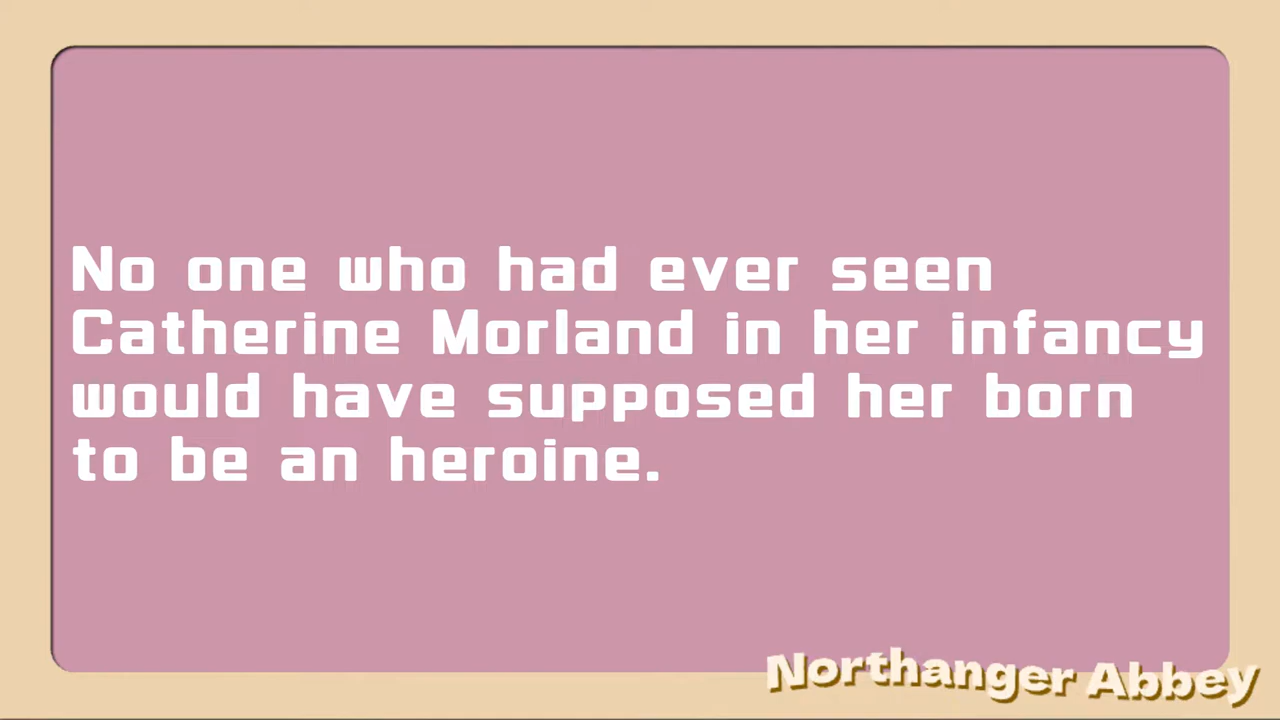 No one who had ever seen
Catherine Morland in her infancy
would have supposed her born
to be an heroine.
Northanger Abbey